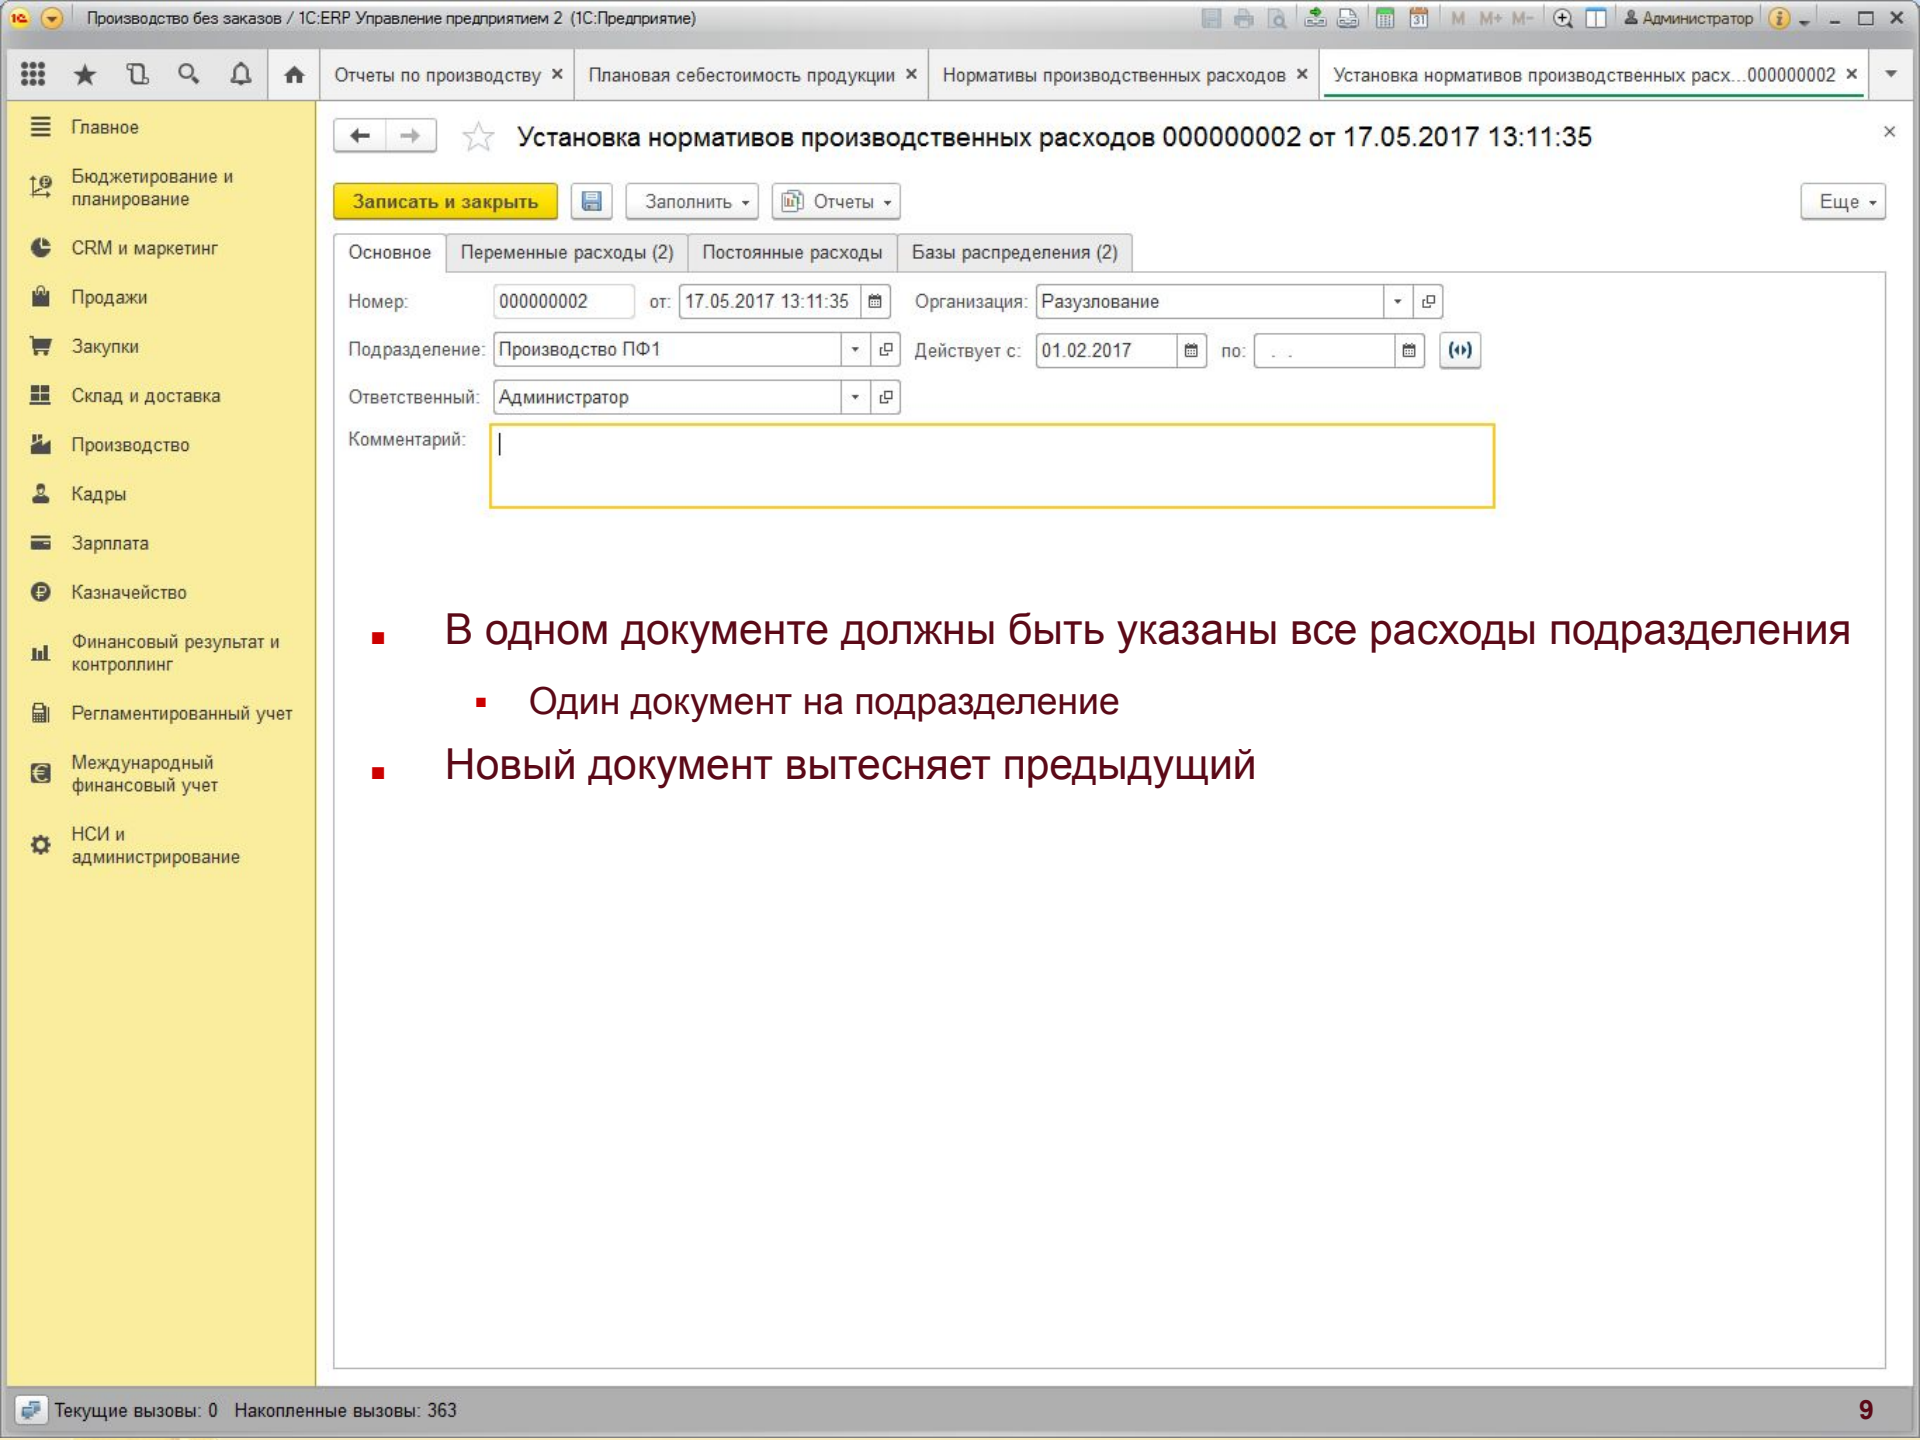 Производство без заказов / 1C:ERP Управление предприятием 2 (1С:Предприятие)
M M+ M- Администратор
Отчеты по производству × Плановая себестоимость продукции × Нормативы производственных расходов × Установка нормативов производственных расх...000000002 ×
Главное
Бюджетирование и
планирование
CRM и маркетинг
Продажи
Закупки
Склад и доставка
Производство
Кадры
Зарплата
Казначейство
Финансовый результат и
контроллинг
Регламентированный учет
Международный
финансовый учет
НСИ и
администрирование
Установка нормативов производственных расходов 000000002 от 17.05.2017 13:11:35
Записать и закрыть Заполнить Отчеты Еще
Основное Переменные расходы (2) Постоянные расходы Базы распределения (2)
Номер: 000000002 от: 17.05.2017 13:11:35 Организация: Разузлование
Подразделение: Производство ПФ1 Действует с: 01.02.2017 по: . .
Ответственный: Администратор
Комментарий:
В одном документе должны быть указаны все расходы подразделения
Один документ на подразделение
Новый документ вытесняет предыдущий
Текущие вызовы: 0 Накопленные вызовы: 363
9